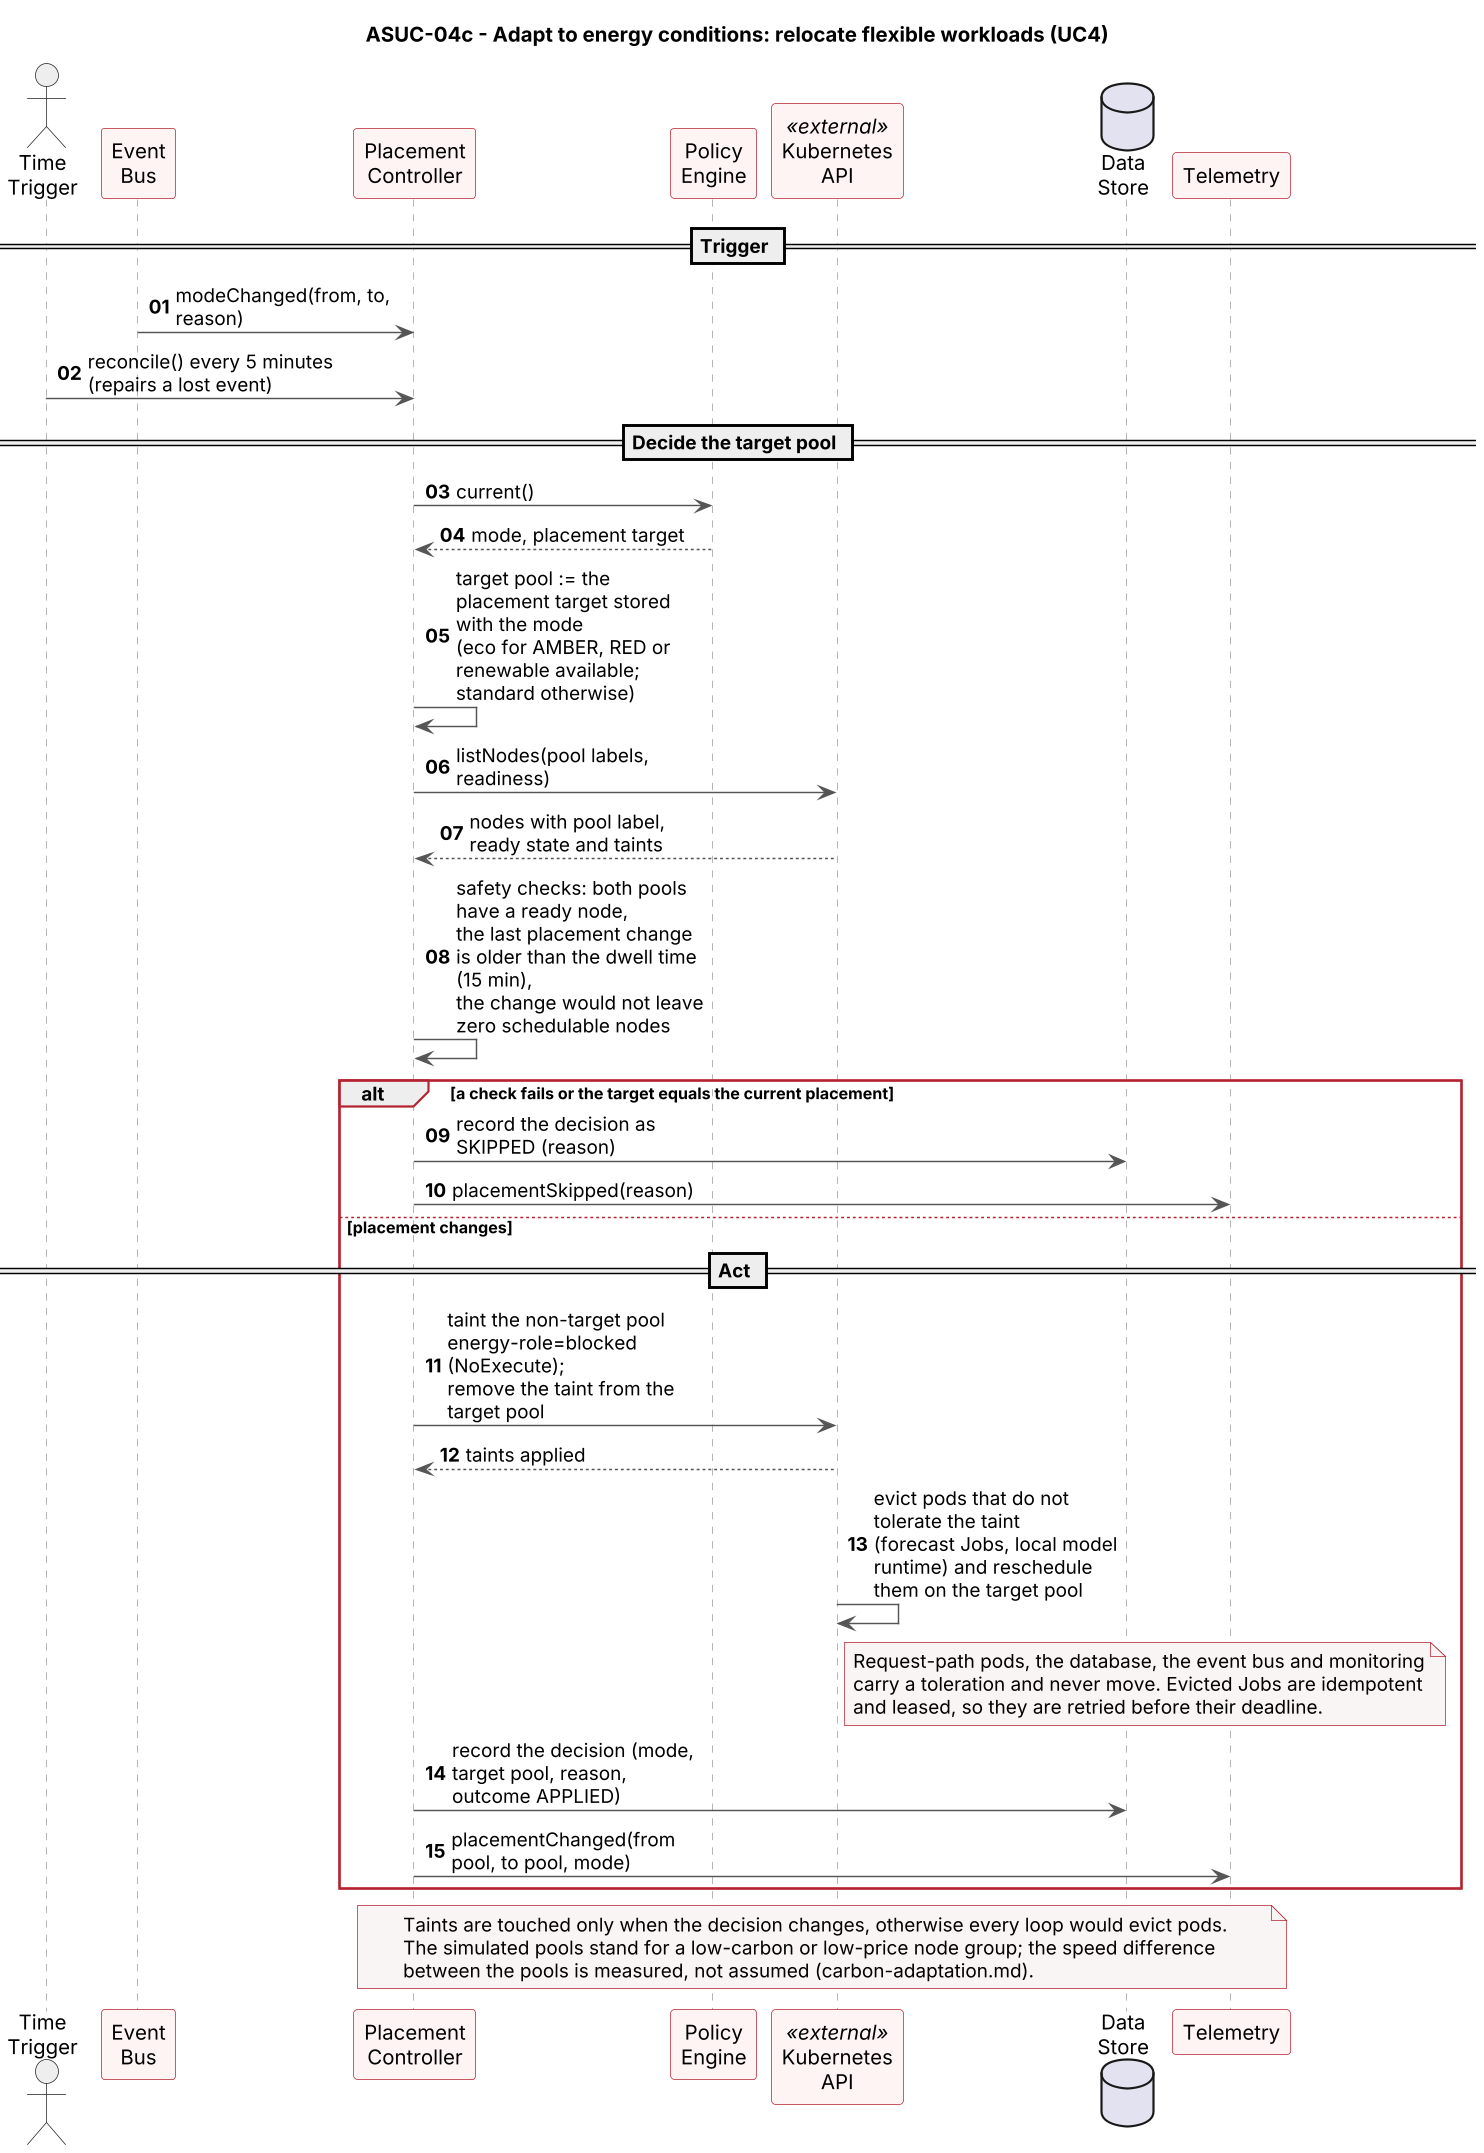 ASUC-04c - Adapt to energy conditions: relocate flexible workloads (UC4)
Time
Trigger
Event
Bus
Placement
Controller
Policy
Engine
«external»
Kubernetes
API
Data
Store
Telemetry
Trigger
01 modeChanged(from, to,
reason)
02 reconcile() every 5 minutes
(repairs a lost event)
Decide the target pool
03 current()
04 mode, placement target
05 target pool := the
placement target stored
with the mode
(eco for AMBER, RED or
renewable available;
standard otherwise)
06 listNodes(pool labels,
readiness)
07 nodes with pool label,
ready state and taints
08 safety checks: both pools
have a ready node,
the last placement change
is older than the dwell time
(15 min),
the change would not leave
zero schedulable nodes
alt [a check fails or the target equals the current placement]
09 record the decision as
SKIPPED (reason)
10 placementSkipped(reason)
[placement changes]
Act
11 taint the non-target pool
energy-role=blocked
(NoExecute);
remove the taint from the
target pool
12 taints applied
13 evict pods that do not
tolerate the taint
(forecast Jobs, local model
runtime) and reschedule
them on the target pool
Request-path pods, the database, the event bus and monitoring
carry a toleration and never move. Evicted Jobs are idempotent
and leased, so they are retried before their deadline.
14 record the decision (mode,
target pool, reason,
outcome APPLIED)
15 placementChanged(from
pool, to pool, mode)
Taints are touched only when the decision changes, otherwise every loop would evict pods.
The simulated pools stand for a low-carbon or low-price node group; the speed difference
between the pools is measured, not assumed (carbon-adaptation.md).
Time
Trigger
Event
Bus
Placement
Controller
Policy
Engine
«external»
Kubernetes
API
Data
Store
Telemetry